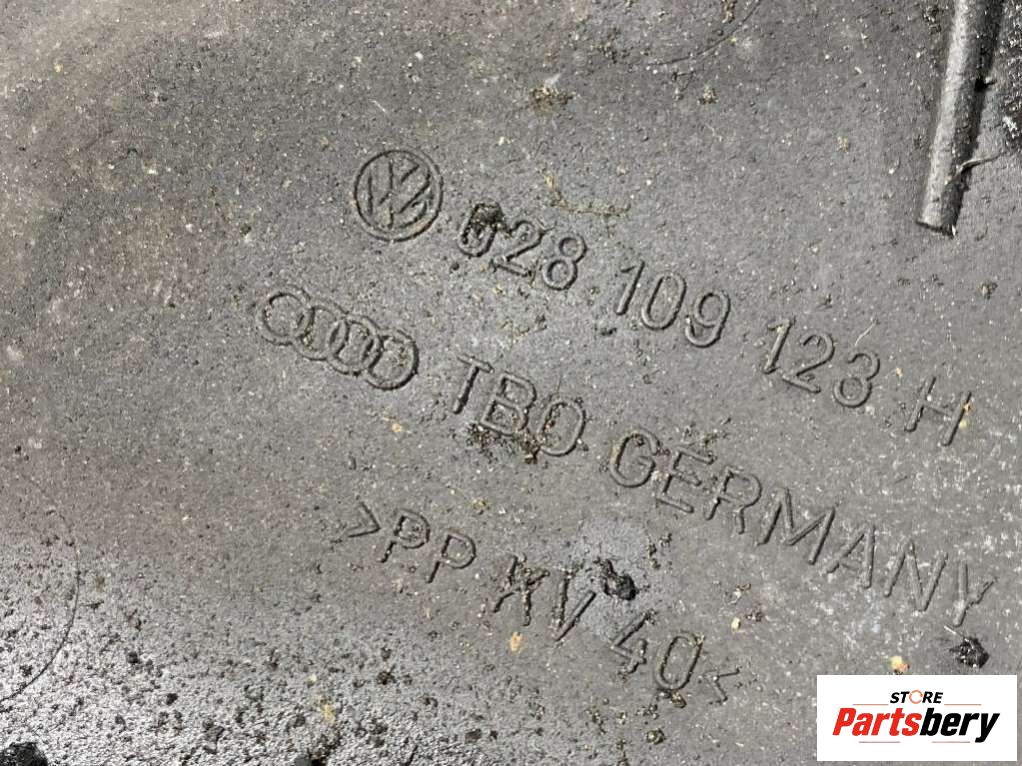 028 109 123 H
TBO GERMANY
>PP KV 40<
STORE
Partsbery